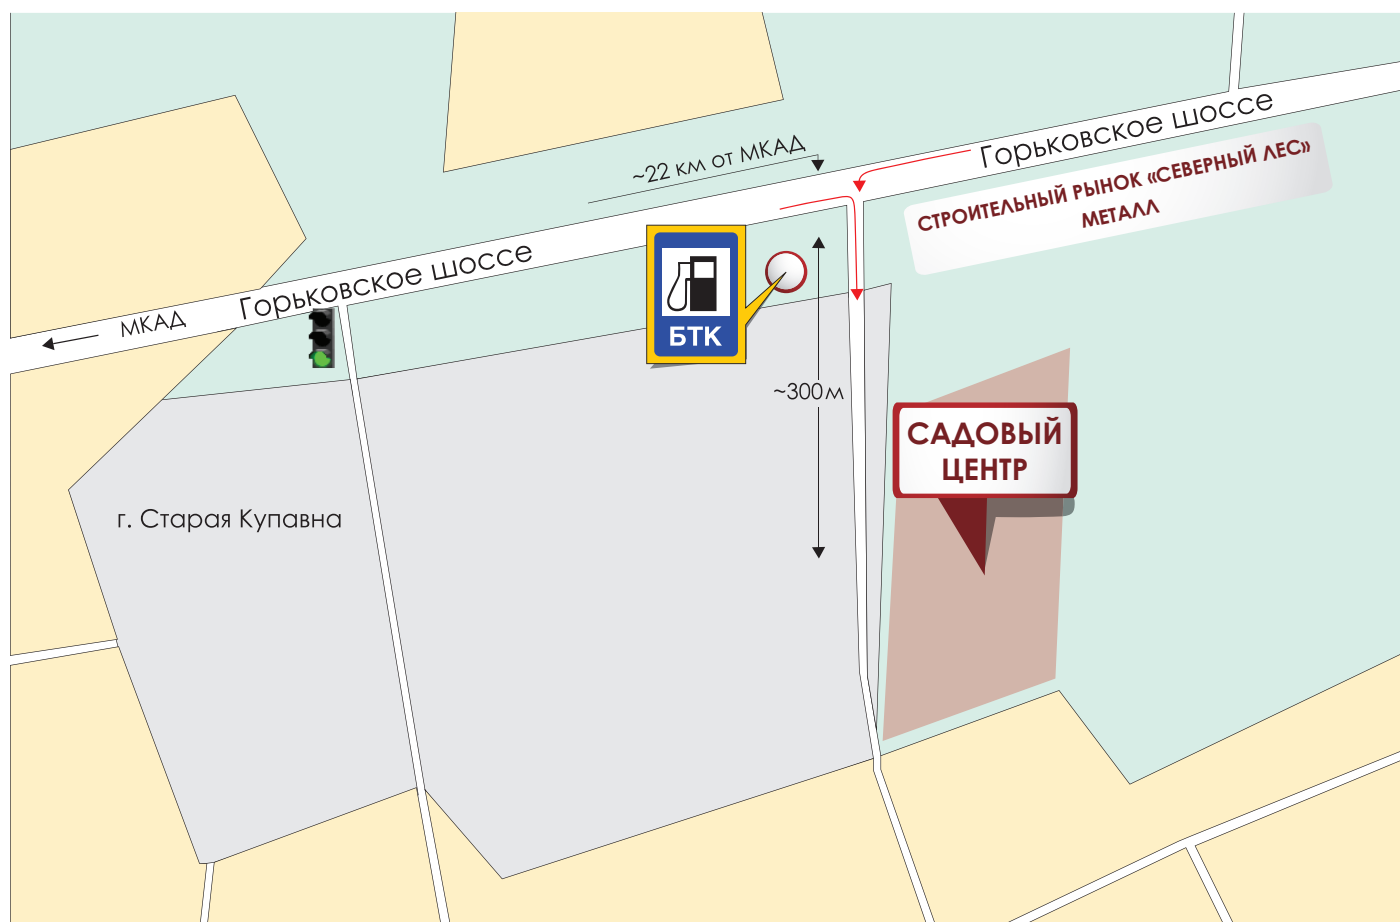 Горьковское шоссе
~22 км от МКАД
СТРОИТЕЛЬНЫЙ РЫНОК «СЕВЕРНЫЙ ЛЕС»
МЕТАЛЛ
Горьковское шоссе
МКАД
БТК
~300 м
САДОВЫЙ
ЦЕНТР
г. Старая Купавна